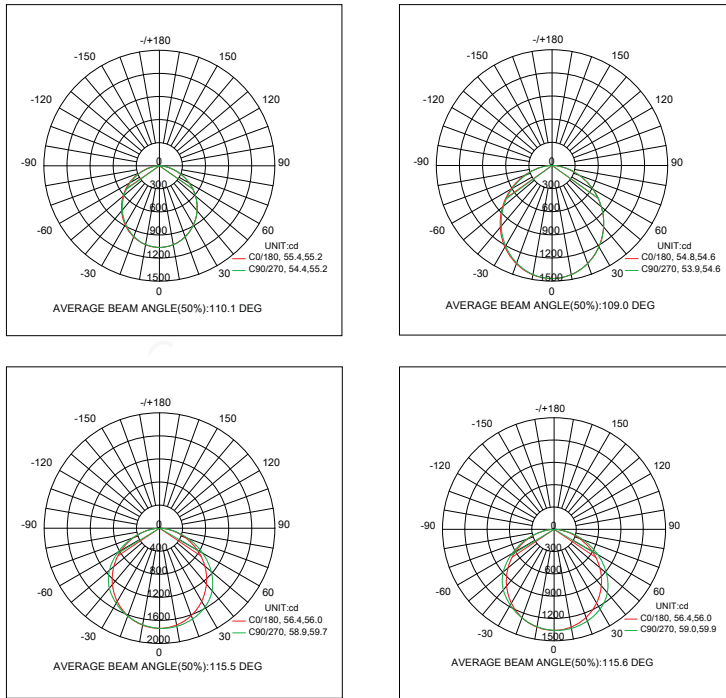 -/+180
-150 150
-120 120
-90 0 90
300
-60 600 60
900
UNIT:cd
1200
C0/180, 55.4,55.2
-30 30
C90/270, 54.4,55.2
1500
0
AVERAGE BEAM ANGLE(50%):110.1 DEG
-/+180
-150 150
-120 120
-90 0 90
300
-60 600 60
900
UNIT:cd
1200
C0/180, 54.8,54.6
-30 30
C90/270, 53.9,54.6
1500
0
AVERAGE BEAM ANGLE(50%):109.0 DEG
-/+180
-150 150
-120 120
-90 0 90
400
-60 800 60
1200
UNIT:cd
1600
C0/180, 56.4,56.0
-30 30
C90/270, 58.9,59.7
2000
0
AVERAGE BEAM ANGLE(50%):115.5 DEG
-/+180
-150 150
-120 120
-90 0 90
300
-60 600 60
900
UNIT:cd
1200
C0/180, 56.4,56.0
-30 30
C90/270, 59.0,59.9
1500
0
AVERAGE BEAM ANGLE(50%):115.6 DEG